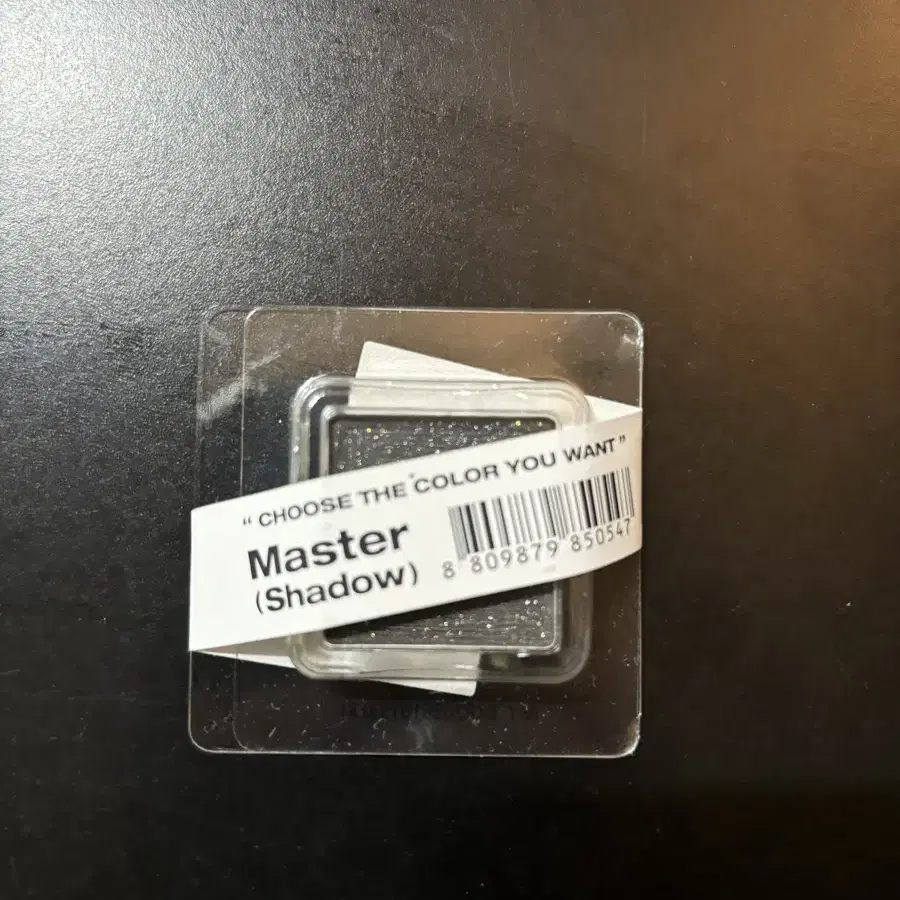 “ CHOOSE THE COLOR YOU WANT ”
Master
(Shadow)
8 809879 850547